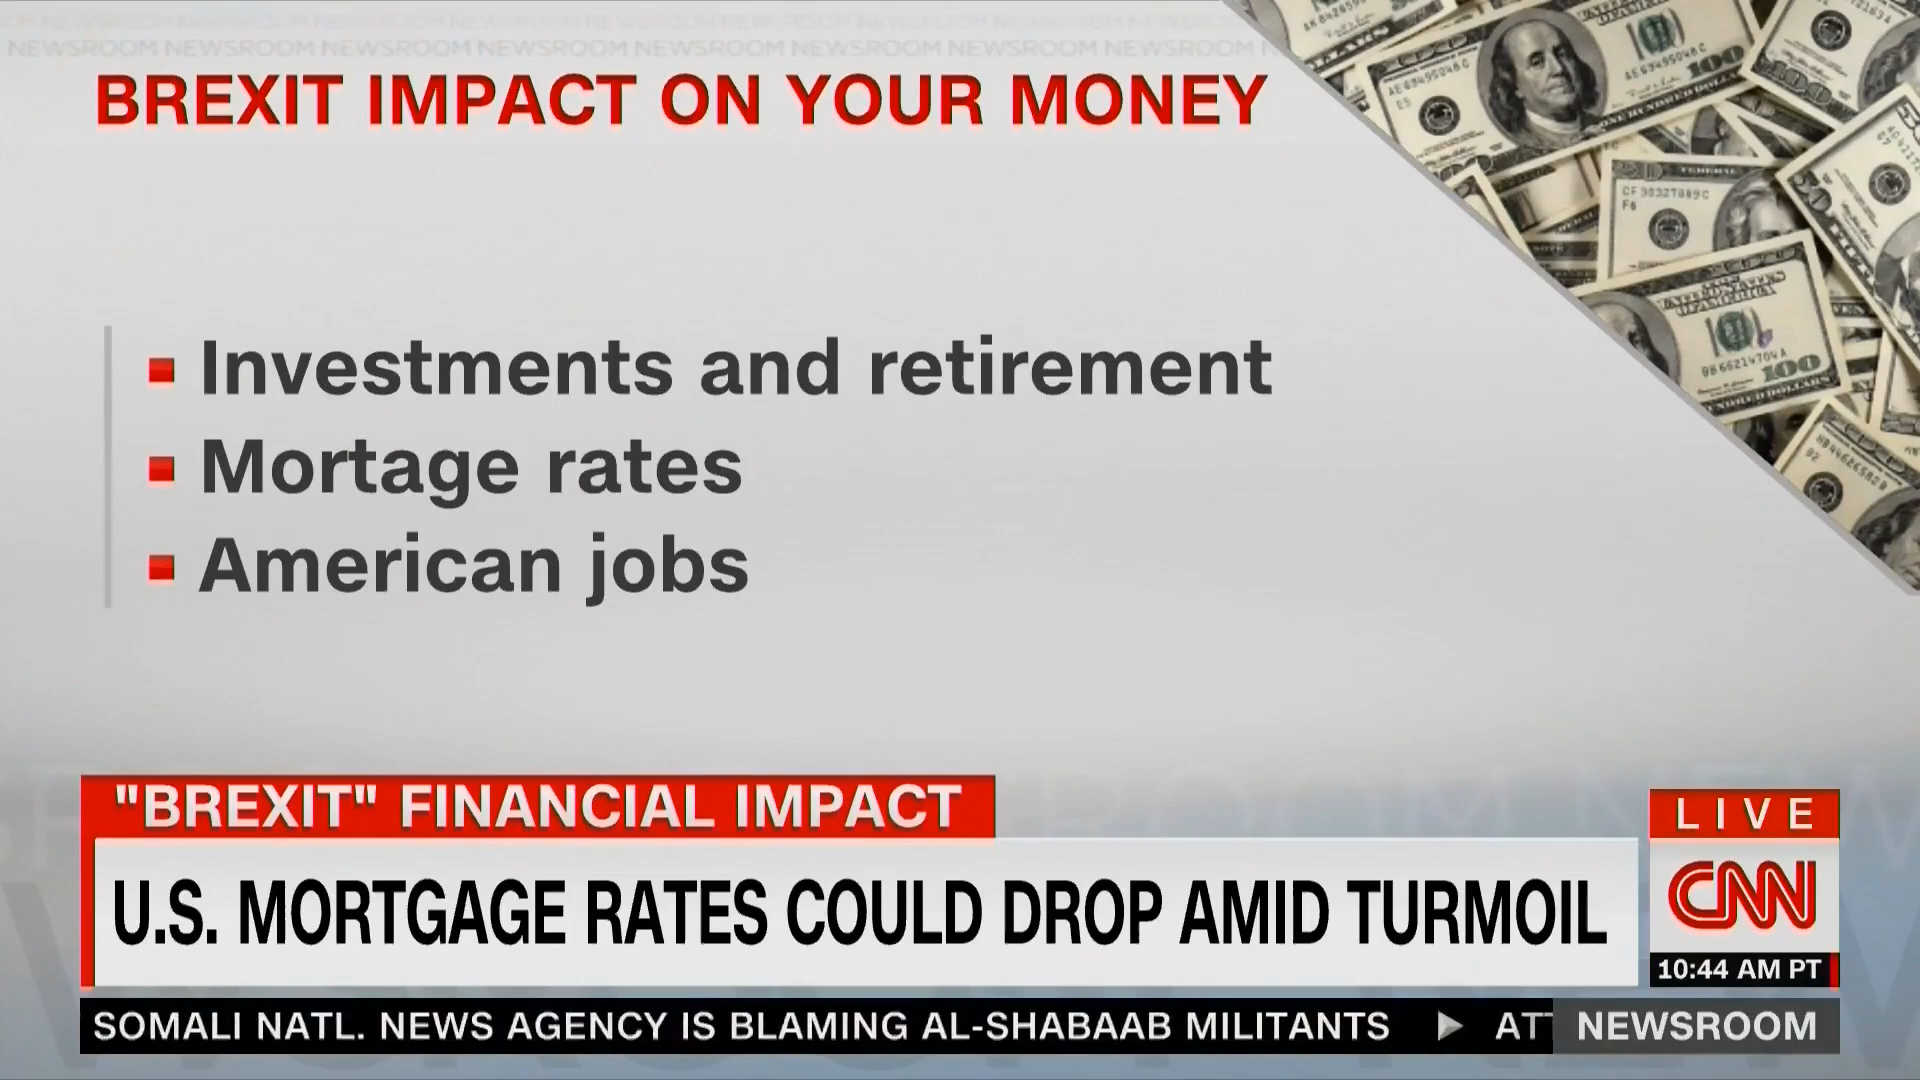 NEWSROOM NEWSROOM NEWSROOM NEWSROOM NEWSROOM NEWSROOM NEWSROOM NEWSROOM
BREXIT IMPACT ON YOUR MONEY
Investments and retirement
Mortage rates
American jobs
"BREXIT" FINANCIAL IMPACT
U.S. MORTGAGE RATES COULD DROP AMID TURMOIL
LIVE
CNN
10:44 AM PT
SOMALI NATL. NEWS AGENCY IS BLAMING AL-SHABAAB MILITANTS
NEWSROOM